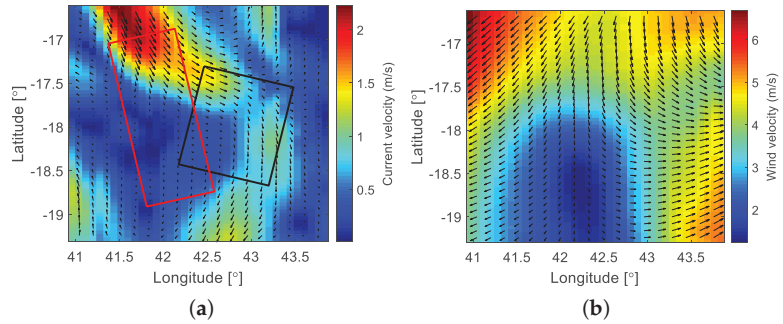 -17
-17.5
-18
-18.5
-19
Latitude [°]
41 41.5 42 42.5 43 43.5
Longitude [°]
2
1.5
1
0.5
Current velocity (m/s)
(a)
-17
-17.5
-18
-18.5
-19
Latitude [°]
41 41.5 42 42.5 43 43.5
Longitude [°]
6
5
4
3
2
Wind velocity (m/s)
(b)